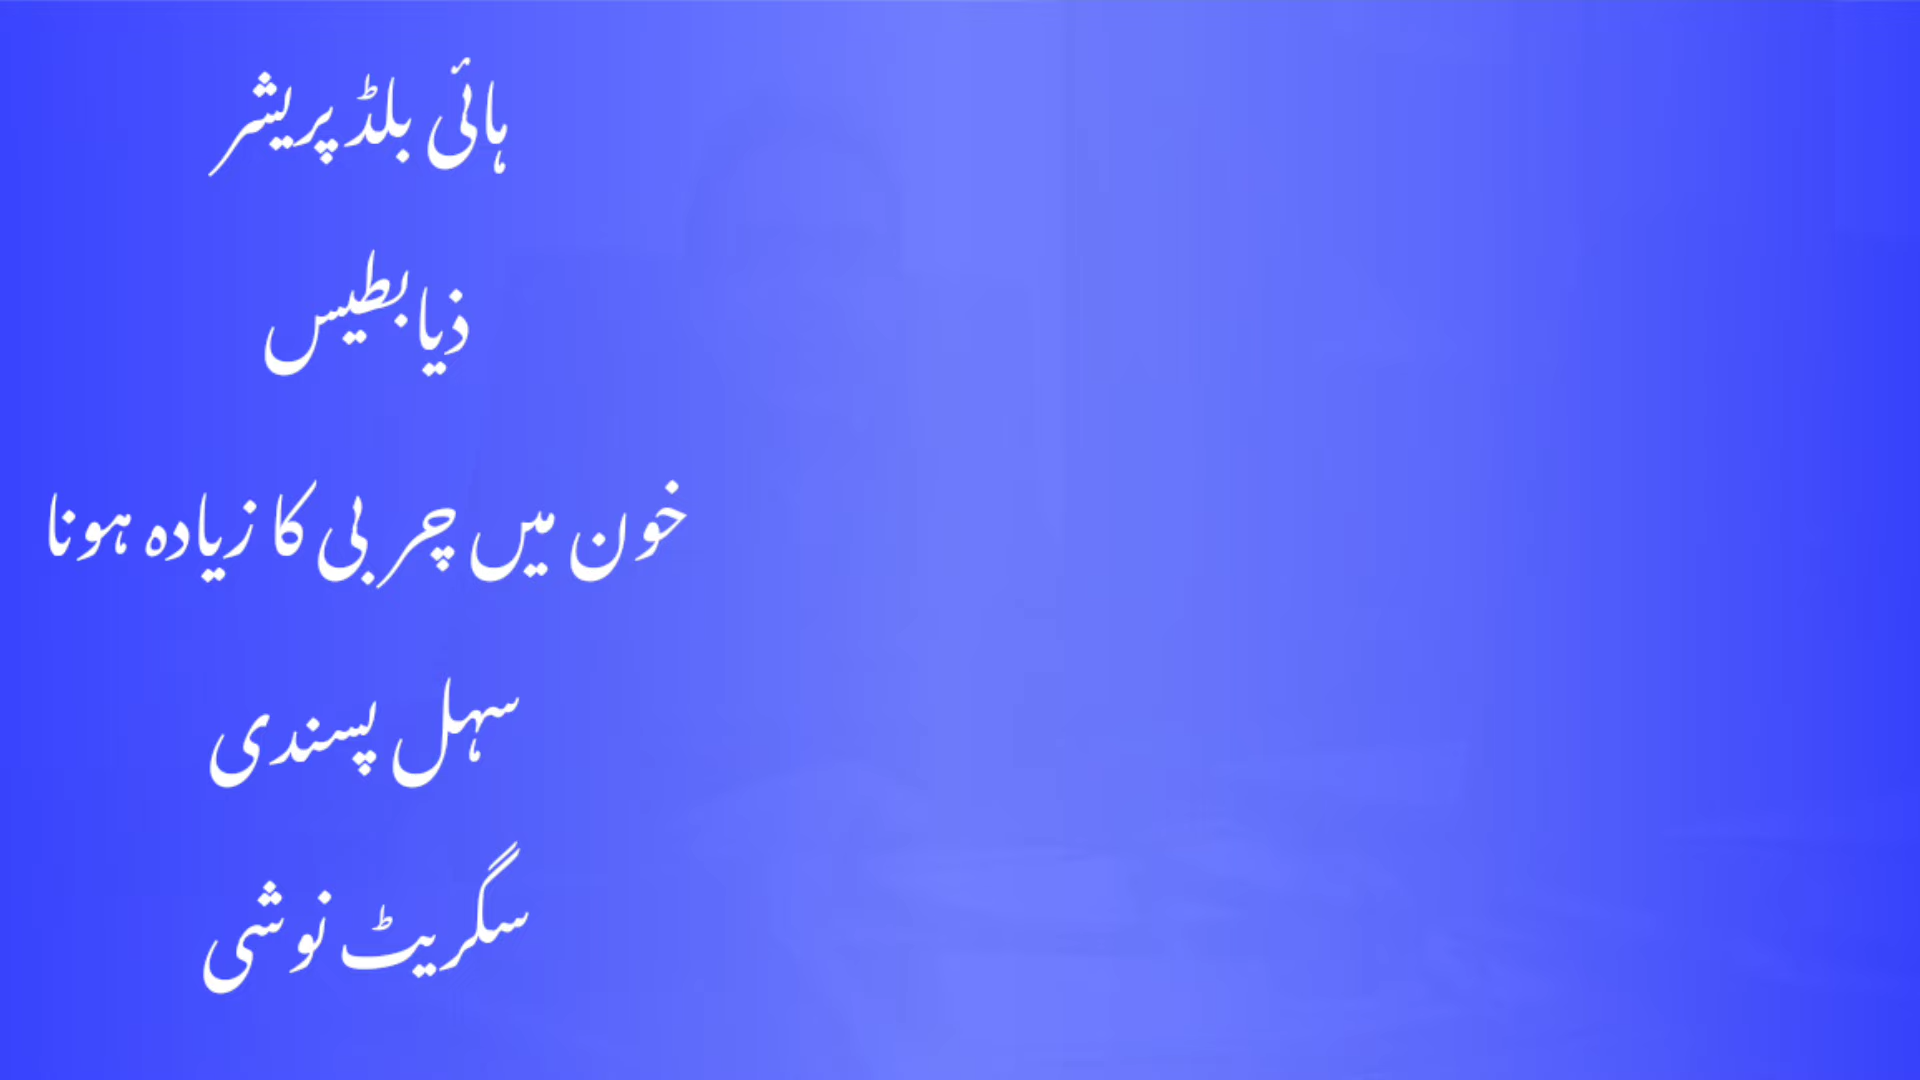 ہائی بلڈ پریشر
ذیابطیس
خون میں چربی کا زیادہ ہونا
سہل پسندی
سگریٹ نوشی